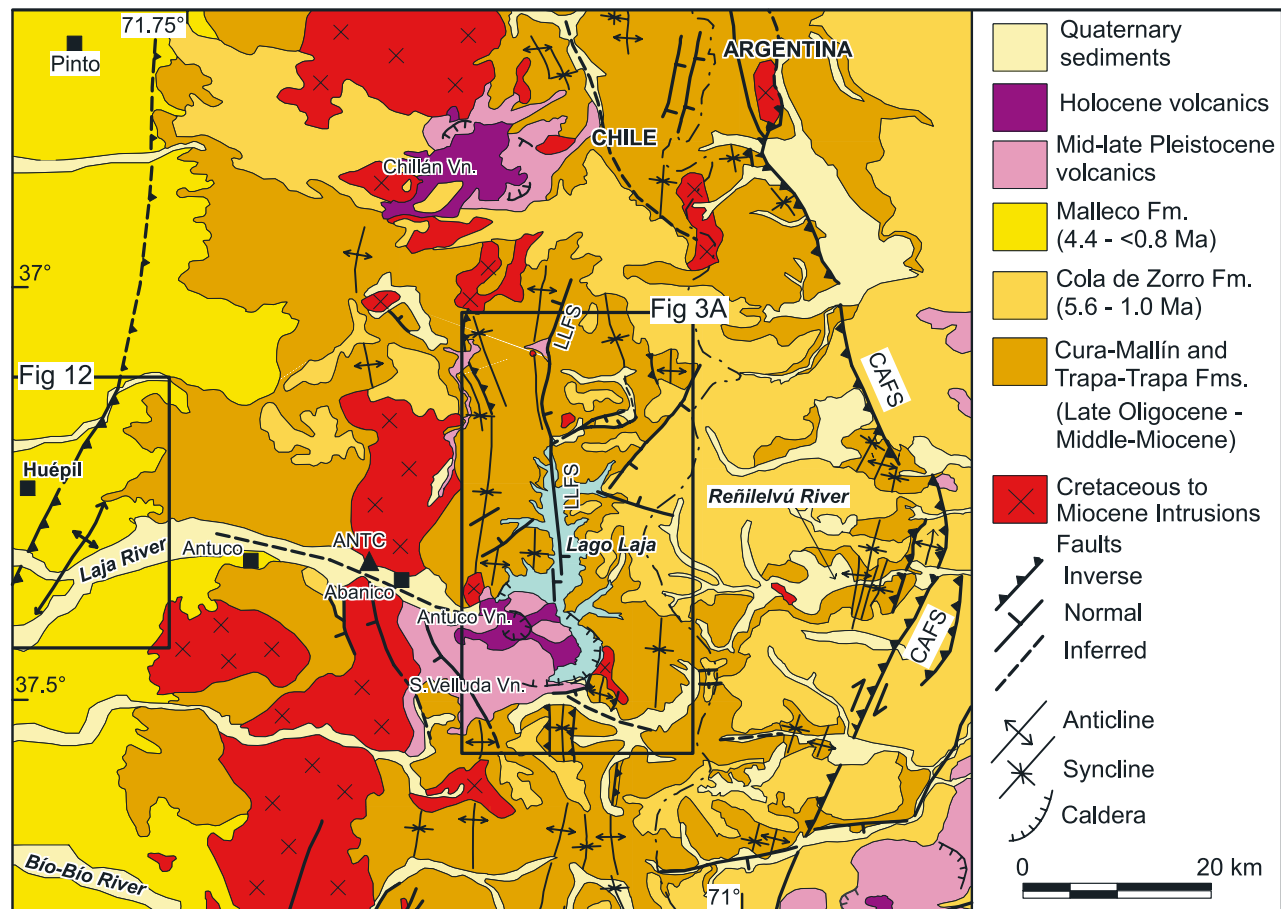 71.75°
Pinto
ARGENTINA
CHILE
Chillán Vn.
37°
Fig 3A
LLFS
CAFS
Fig 12
Huépil
LLFS
Reñilelvú River
Laja River
Antuco
ANTC
Lago Laja
Abanico
Antuco Vn.
CAFS
S.Velluda Vn.
37.5°
Bío-Bío River
71°
Quaternary
sediments
Holocene volcanics
Mid-late Pleistocene
volcanics
Malleco Fm.
(4.4 - <0.8 Ma)
Cola de Zorro Fm.
(5.6 - 1.0 Ma)
Cura-Mallín and
Trapa-Trapa Fms.
(Late Oligocene -
Middle-Miocene)
Cretaceous to
Miocene Intrusions
Faults
Inverse
Normal
Inferred
Anticline
Syncline
Caldera
0 20 km